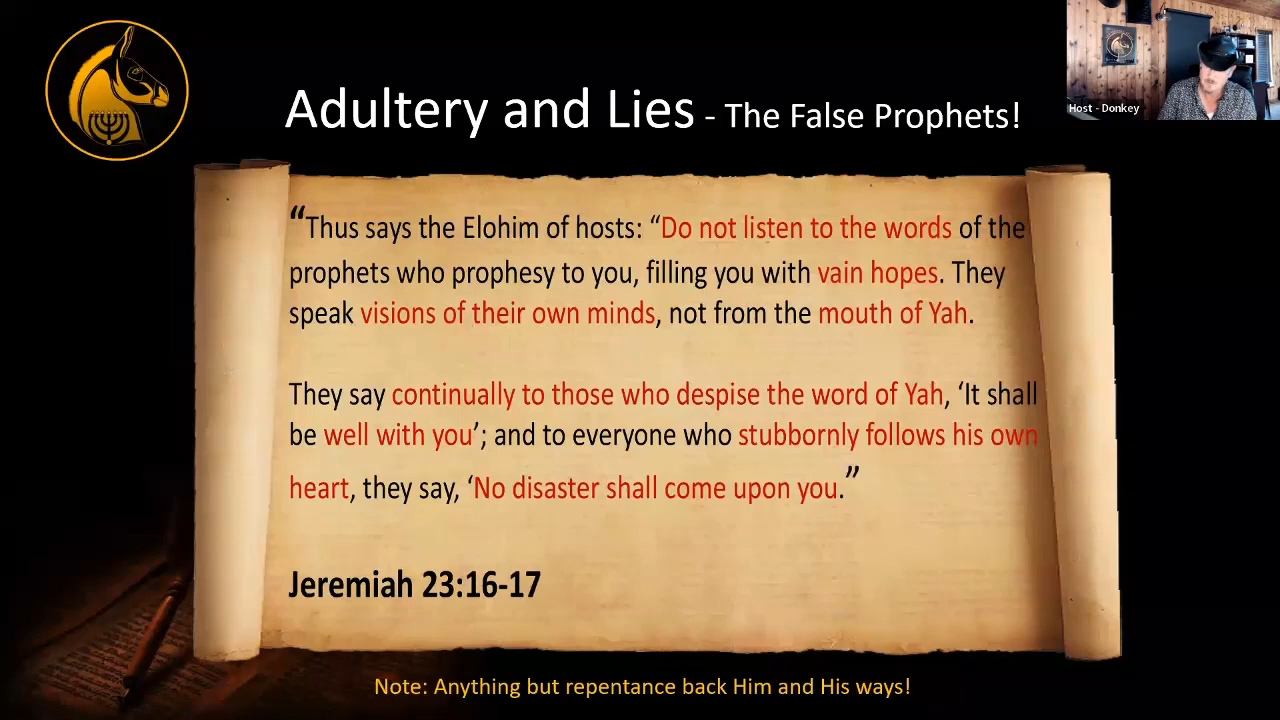 Host - Donkey
Adultery and Lies - The False Prophets!
“Thus says the Elohim of hosts: “Do not listen to the words of the
prophets who prophesy to you, filling you with vain hopes. They
speak visions of their own minds, not from the mouth of Yah.
They say continually to those who despise the word of Yah, ‘It shall
be well with you’; and to everyone who stubbornly follows his own
heart, they say, ‘No disaster shall come upon you.”
Jeremiah 23:16-17
Note: Anything but repentance back Him and His ways!